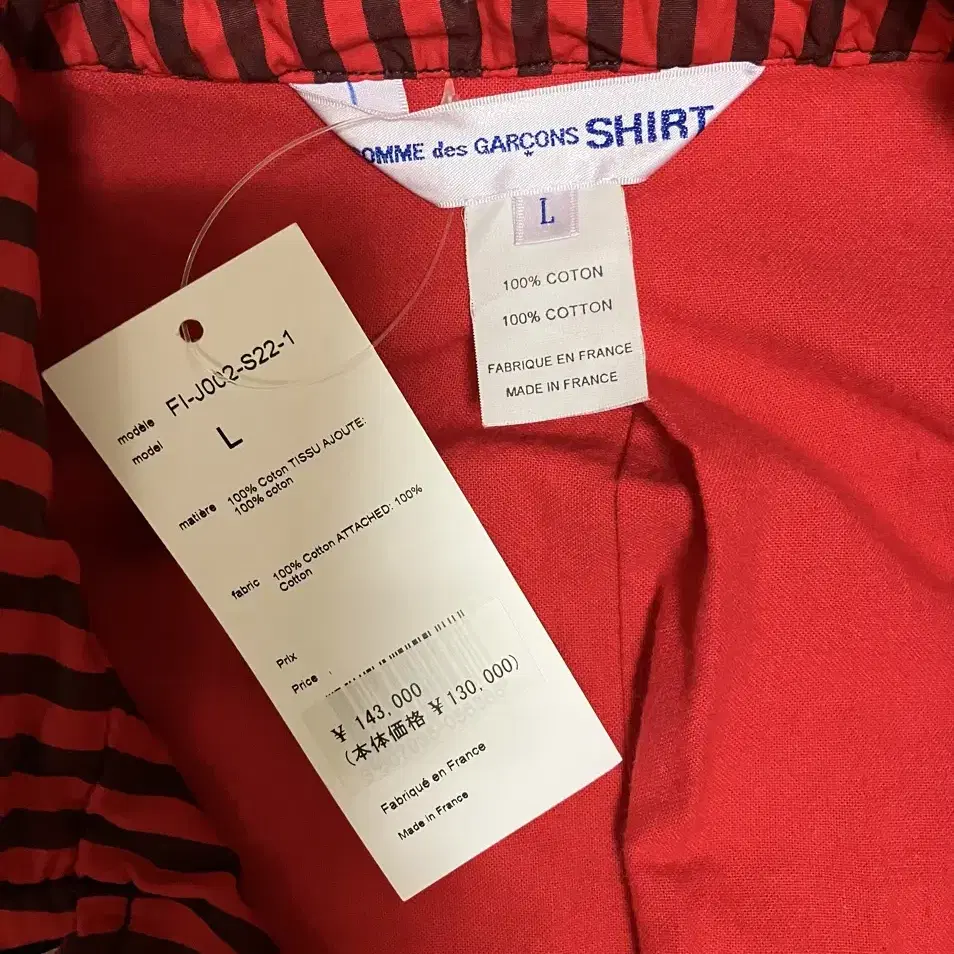 OMME des GARÇONS SHIRT
L
100% COTON
100% COTTON
FABRIQUE EN FRANCE
MADE IN FRANCE
modèle FI-J002-S22-1
model
L
matière 100% Coton TISSU AJOUTE:
100% coton
fabric 100% Cotton ATTACHED: 100%
Cotton
Prix
Price
¥ 143,000
(本体価格 ¥130,000)
Fabriqué en France
Made in France